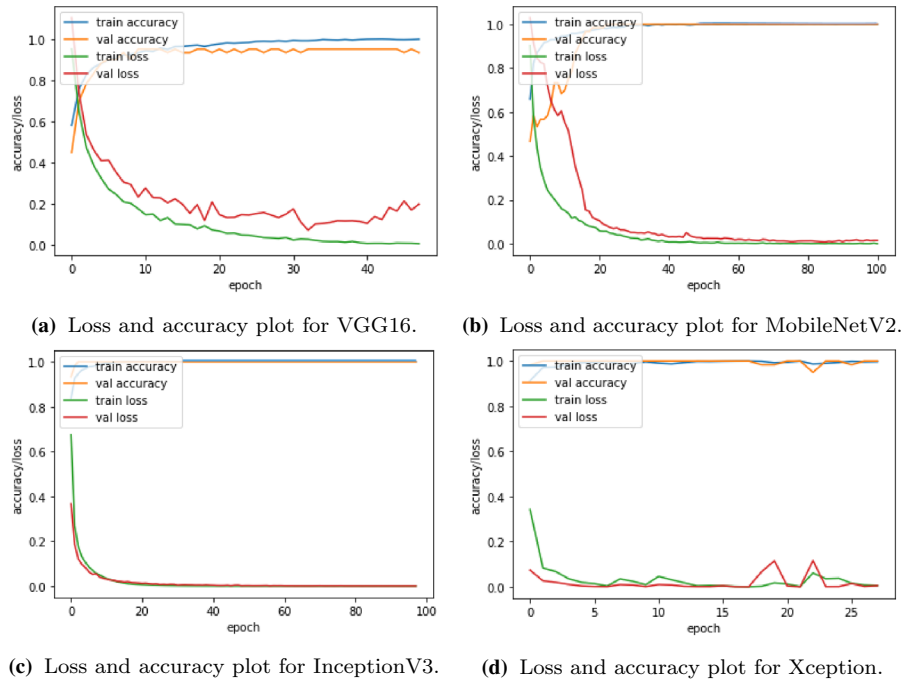 train accuracy
val accuracy
train loss
val loss
accuracy/loss
1.0
0.8
0.6
0.4
0.2
0.0
0
10
20
30
40
epoch
(a) Loss and accuracy plot for VGG16.
train accuracy
val accuracy
train loss
val loss
accuracy/loss
1.0
0.8
0.6
0.4
0.2
0.0
0
20
40
60
80
100
epoch
(b) Loss and accuracy plot for MobileNetV2.
train accuracy
val accuracy
train loss
val loss
accuracy/loss
1.0
0.8
0.6
0.4
0.2
0.0
0
20
40
60
80
100
epoch
(c) Loss and accuracy plot for InceptionV3.
train accuracy
val accuracy
train loss
val loss
accuracy/loss
1.0
0.8
0.6
0.4
0.2
0.0
0
5
10
15
20
25
epoch
(d) Loss and accuracy plot for Xception.